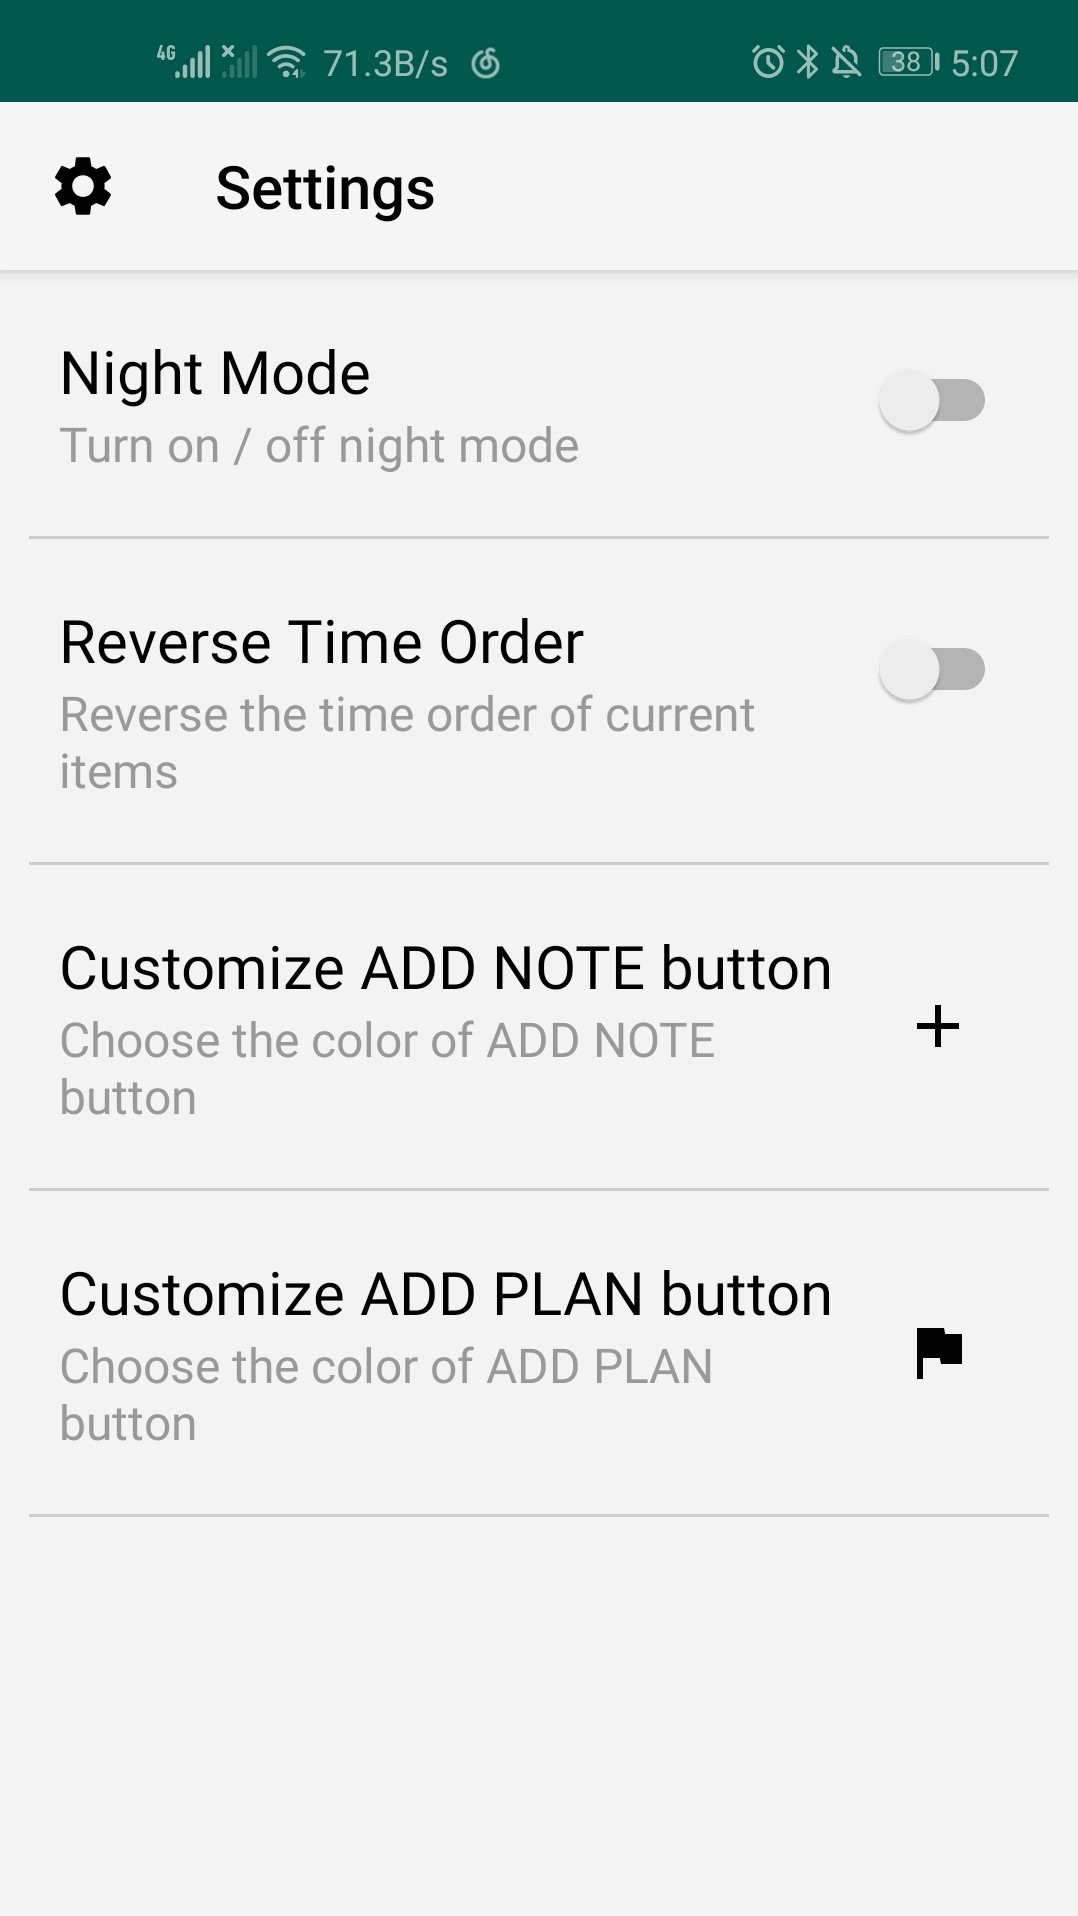 4G 71.3B/s 38 5:07
Settings
Night Mode
Turn on / off night mode
Reverse Time Order
Reverse the time order of current
items
Customize ADD NOTE button
Choose the color of ADD NOTE
button
Customize ADD PLAN button
Choose the color of ADD PLAN
button